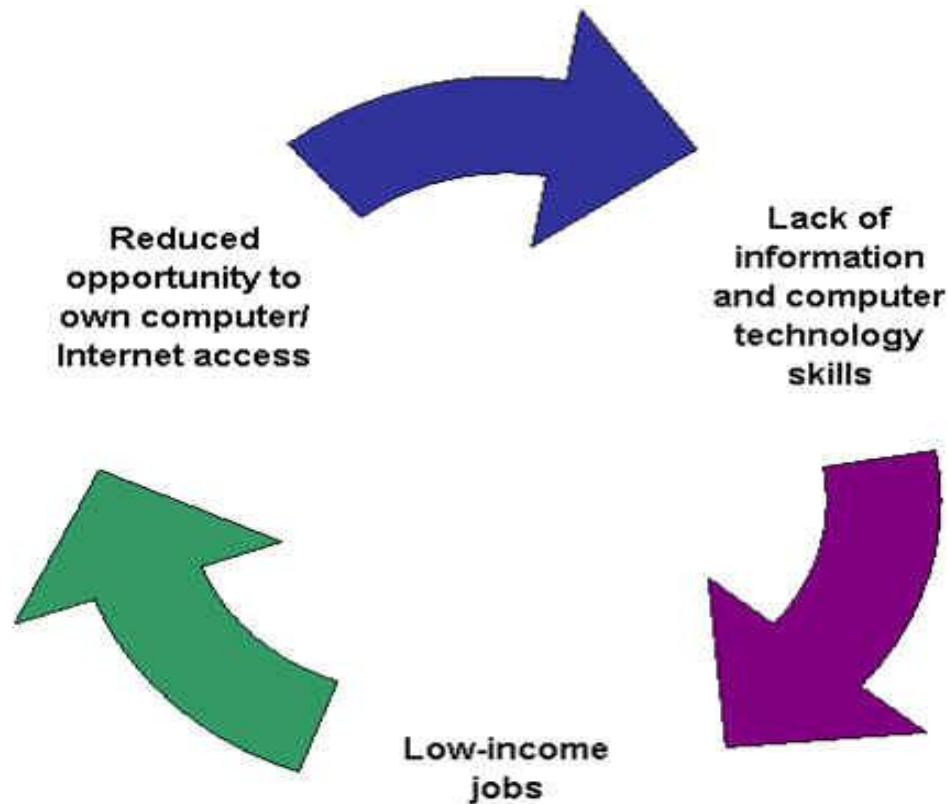 Reduced
opportunity to
own computer/
Internet access
Lack of
information
and computer
technology
skills
Low-income
jobs